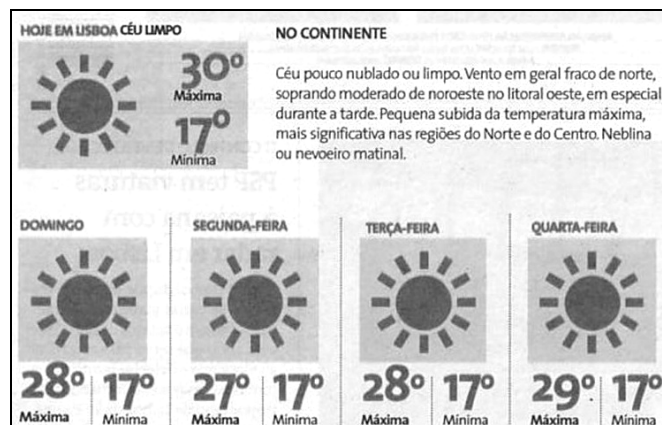 HOJE EM LISBOA CÉU LIMPO
30º
Máxima
17º
Mínima
NO CONTINENTE
Céu pouco nublado ou limpo. Vento em geral fraco de norte,
soprando moderado de noroeste no litoral oeste, em especial
durante a tarde. Pequena subida da temperatura máxima,
mais significativa nas regiões do Norte e do Centro. Neblina
ou nevoeiro matinal.
DOMINGO
28º
Máxima
17º
Mínima
SEGUNDA-FEIRA
27º
Máxima
17º
Mínima
TERÇA-FEIRA
28º
Máxima
17º
Mínima
QUARTA-FEIRA
29º
Máxima
17º
Mínima